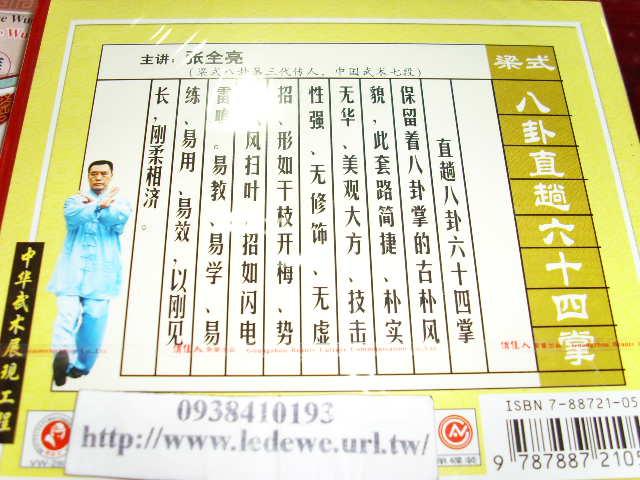 主讲：张全亮
(梁式八卦第三代传人，中国武术七段)
梁式
八卦直趟六十四掌
直趟八卦六十四掌
保留着八卦掌的古朴风
貌，此套路简捷、朴实
无华、美观大方、技击
性强、无修饰、无虚
招、形如干枝开梅、势
风扫叶、招如闪电
雷鸣。易教、易学、易
练、易用、易效，以刚见
长，刚柔相济。
中华武术展现工程
俏佳人
俏佳人
ISBN 7-88721-05
9 787887 2105
0938410193
http://www.ledewe.url.tw/